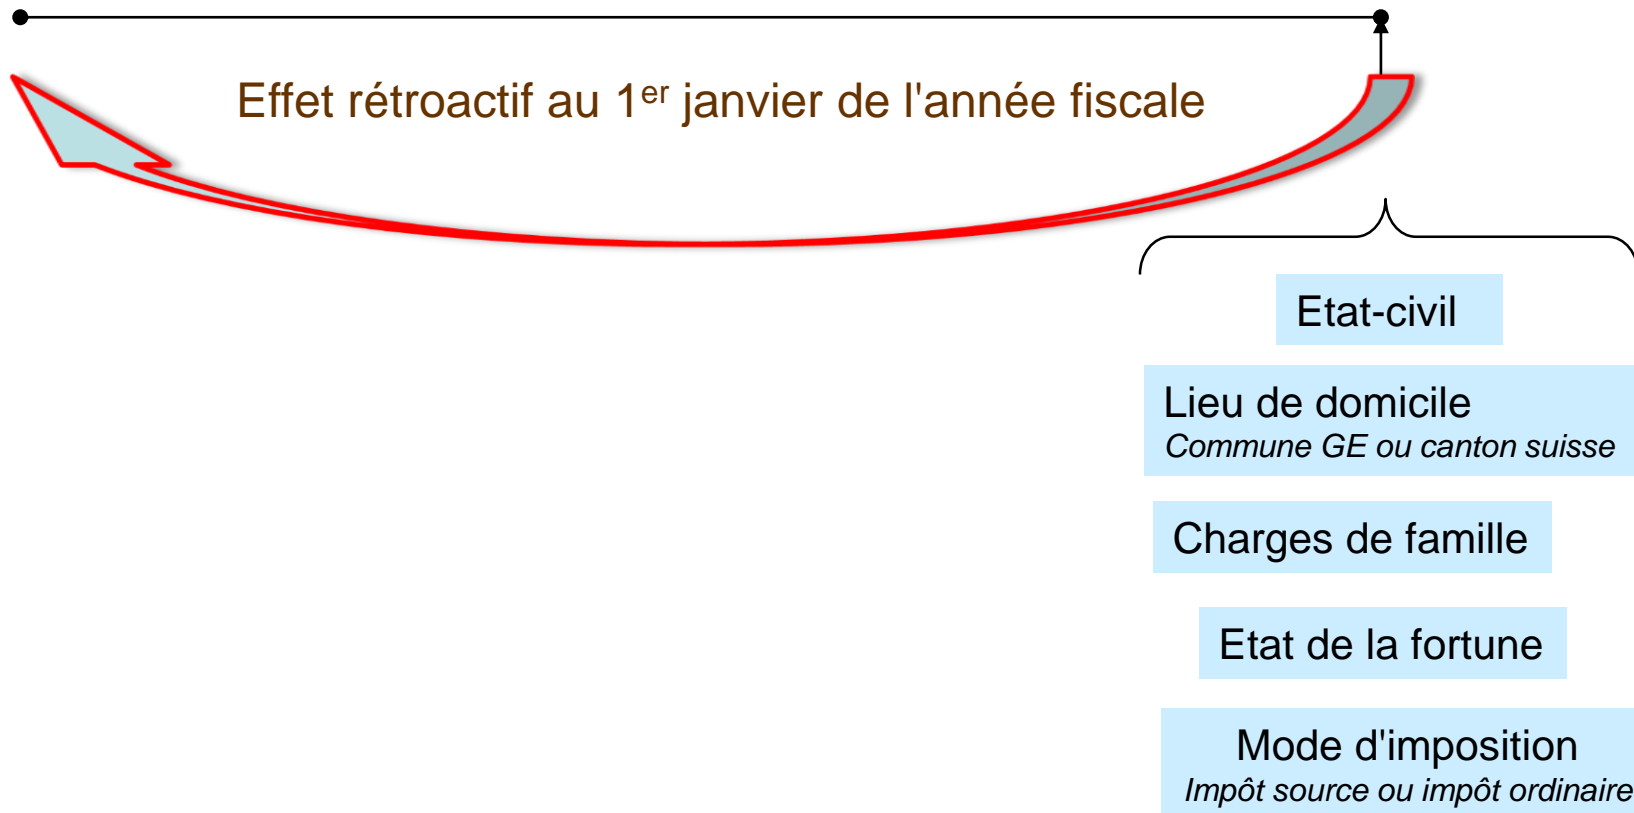 Effet rétroactif au 1er janvier de l'année fiscale
Etat-civil
Lieu de domicile
Commune GE ou canton suisse
Charges de famille
Etat de la fortune
Mode d'imposition
Impôt source ou impôt ordinaire